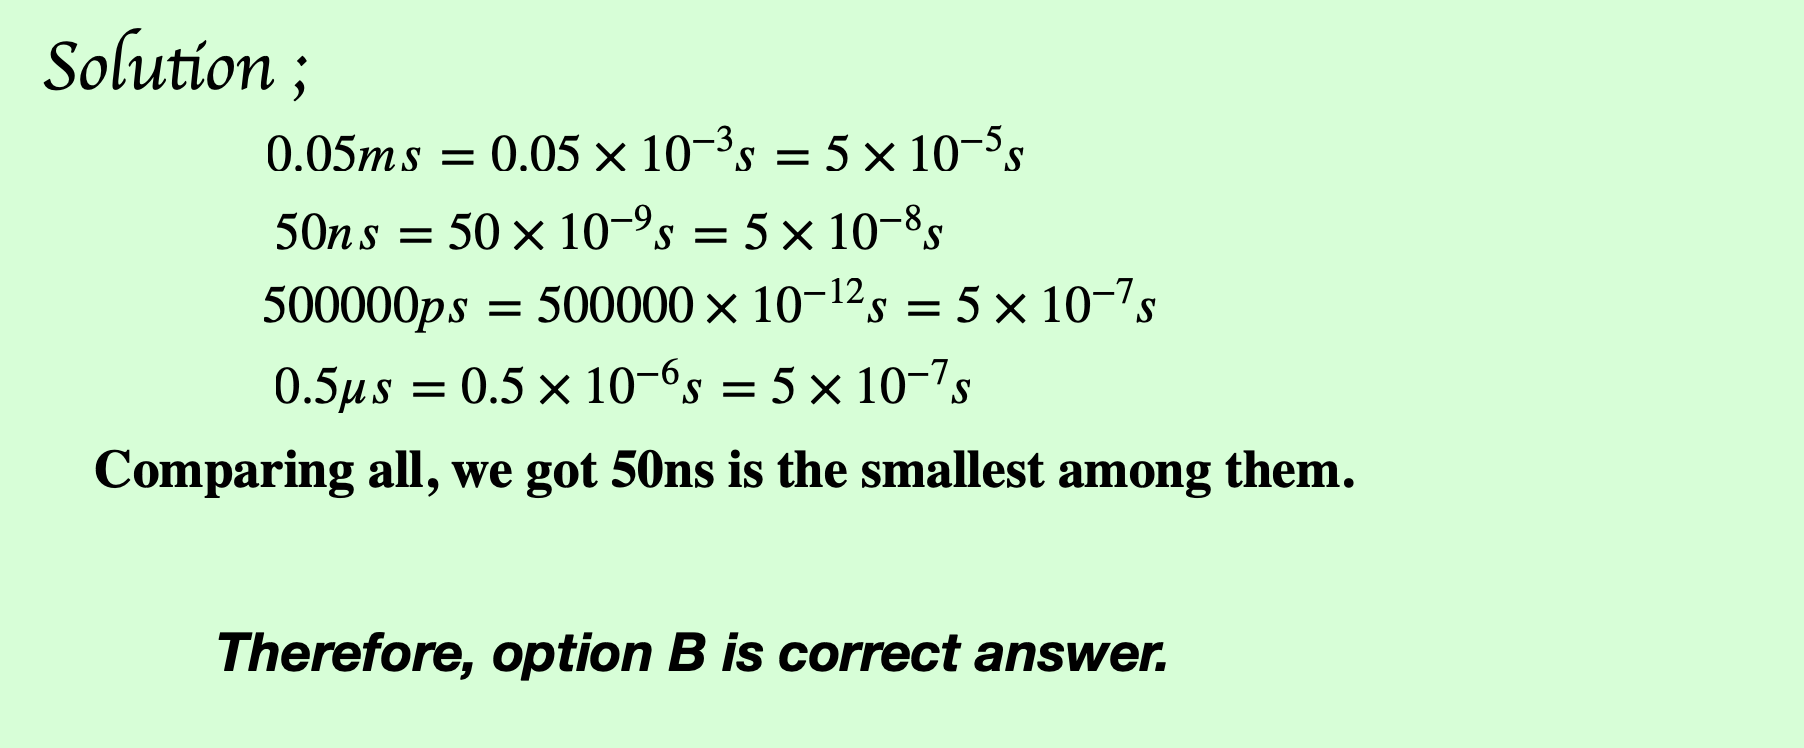 Solution ;
0.05ms = 0.05 × 10⁻³s = 5 × 10⁻⁵s
50ns = 50 × 10⁻⁹s = 5 × 10⁻⁸s
500000ps = 500000 × 10⁻¹²s = 5 × 10⁻⁷s
0.5μs = 0.5 × 10⁻⁶s = 5 × 10⁻⁷s
Comparing all, we got 50ns is the smallest among them.
Therefore, option B is correct answer.